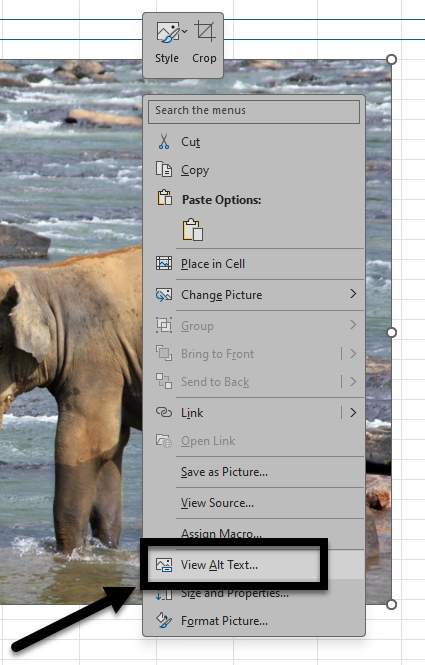 Style Crop
Search the menus
Cut
Copy
Paste Options:
Place in Cell
Change Picture
Group
Bring to Front
Send to Back
Link
Open Link
Save as Picture...
View Source...
Assign Macro...
View Alt Text...
Size and Properties...
Format Picture...